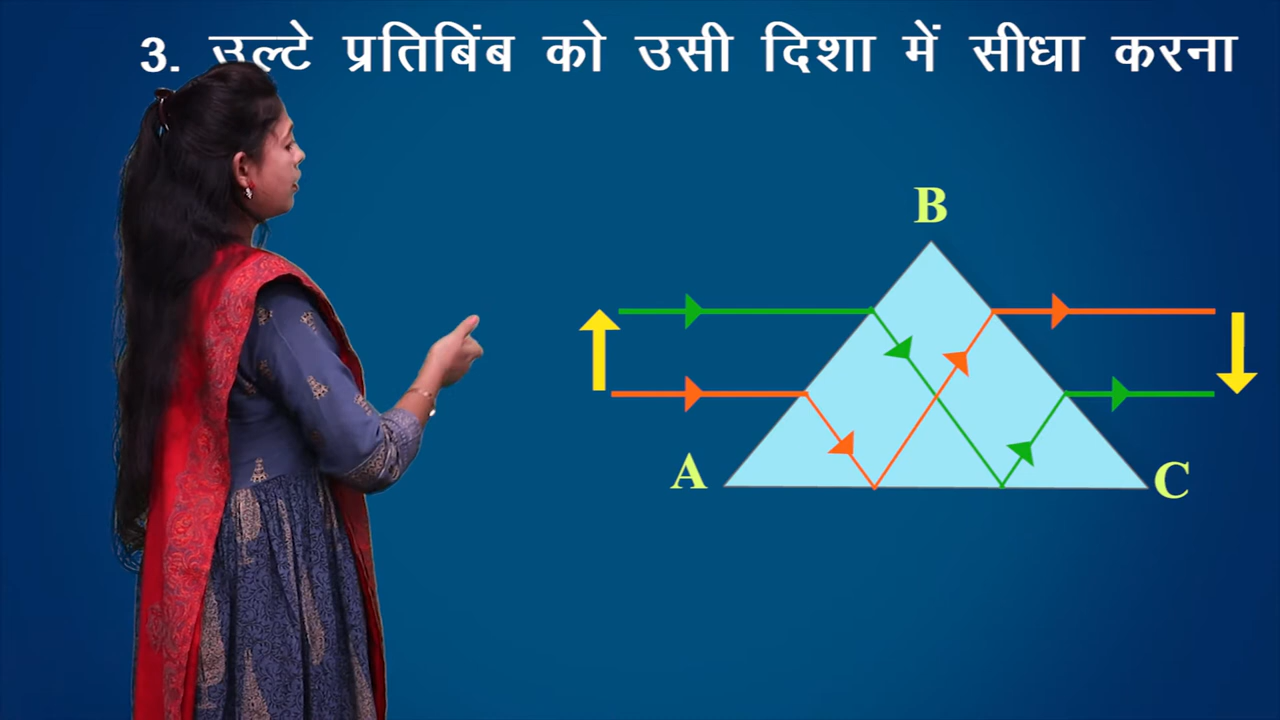 3. उल्टे प्रतिबिंब को उसी दिशा में सीधा करना
B
A
C